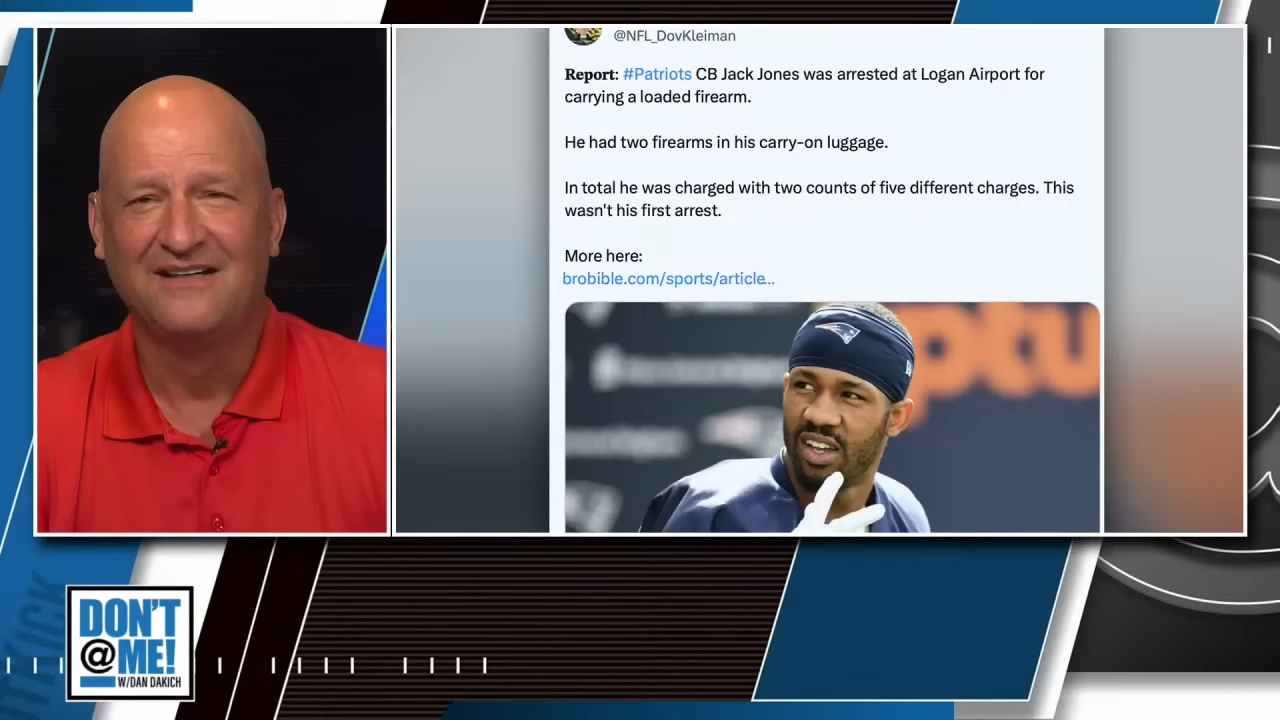 @NFL_DovKleiman
Report: #Patriots CB Jack Jones was arrested at Logan Airport for
carrying a loaded firearm.
He had two firearms in his carry-on luggage.
In total he was charged with two counts of five different charges. This
wasn't his first arrest.
More here:
brobible.com/sports/article...
DON'T
@ME!
W/DAN DAKICH